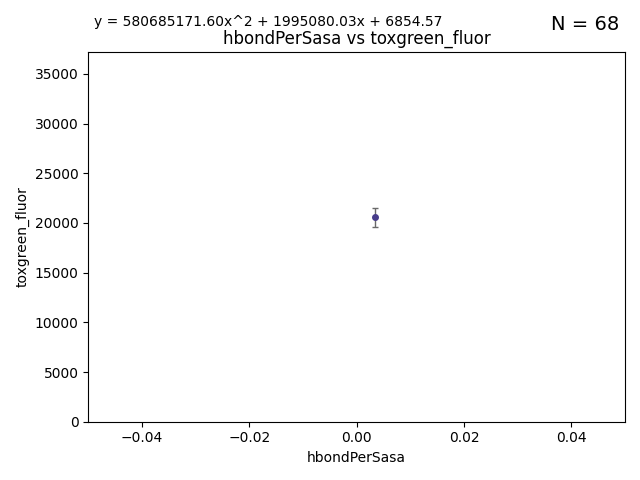 y = 580685171.60x^2 + 1995080.03x + 6854.57
N = 68
hbondPerSasa vs toxgreen_fluor
35000
30000
25000
20000
15000
10000
5000
0
toxgreen_fluor
−0.04
−0.02
0.00
0.02
0.04
hbondPerSasa